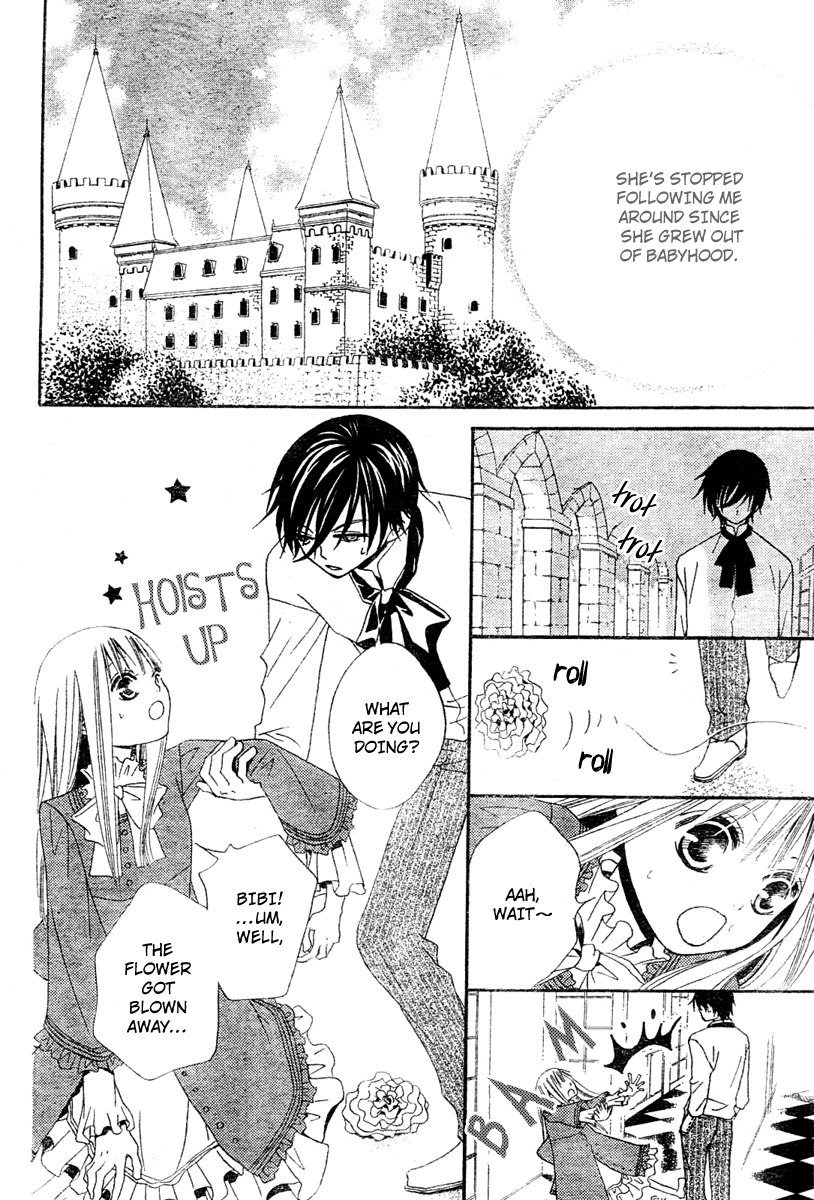 SHE'S STOPPED
FOLLOWING ME
AROUND SINCE
SHE GREW OUT
OF BABYHOOD.
trot
trot
roll
roll
AAH,
WAIT~
BAM
HOISTS
UP
WHAT
ARE YOU
DOING?
BIBI!
...UM,
WELL,
THE
FLOWER
GOT
BLOWN
AWAY...